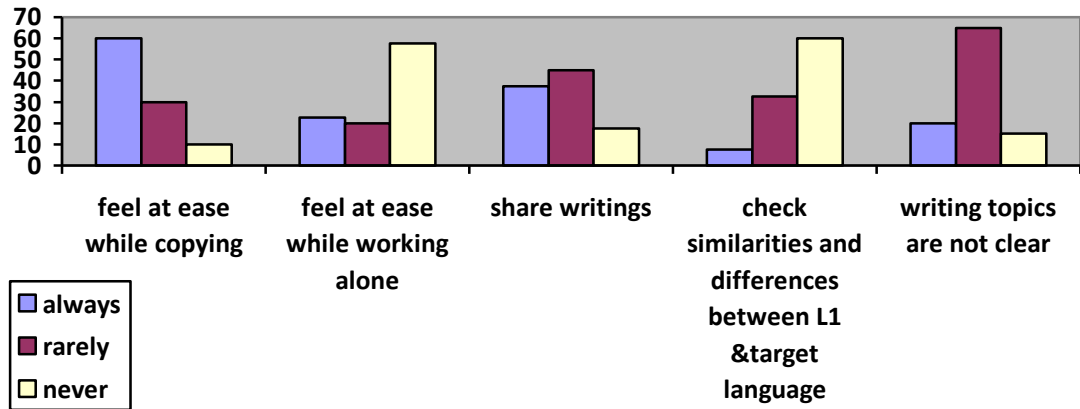 70
60
50
40
30
20
10
0
feel at ease
while copying
feel at ease
while working
alone
share writings
check
similarities and
differences
between L1
&target
language
writing topics
are not clear
always
rarely
never